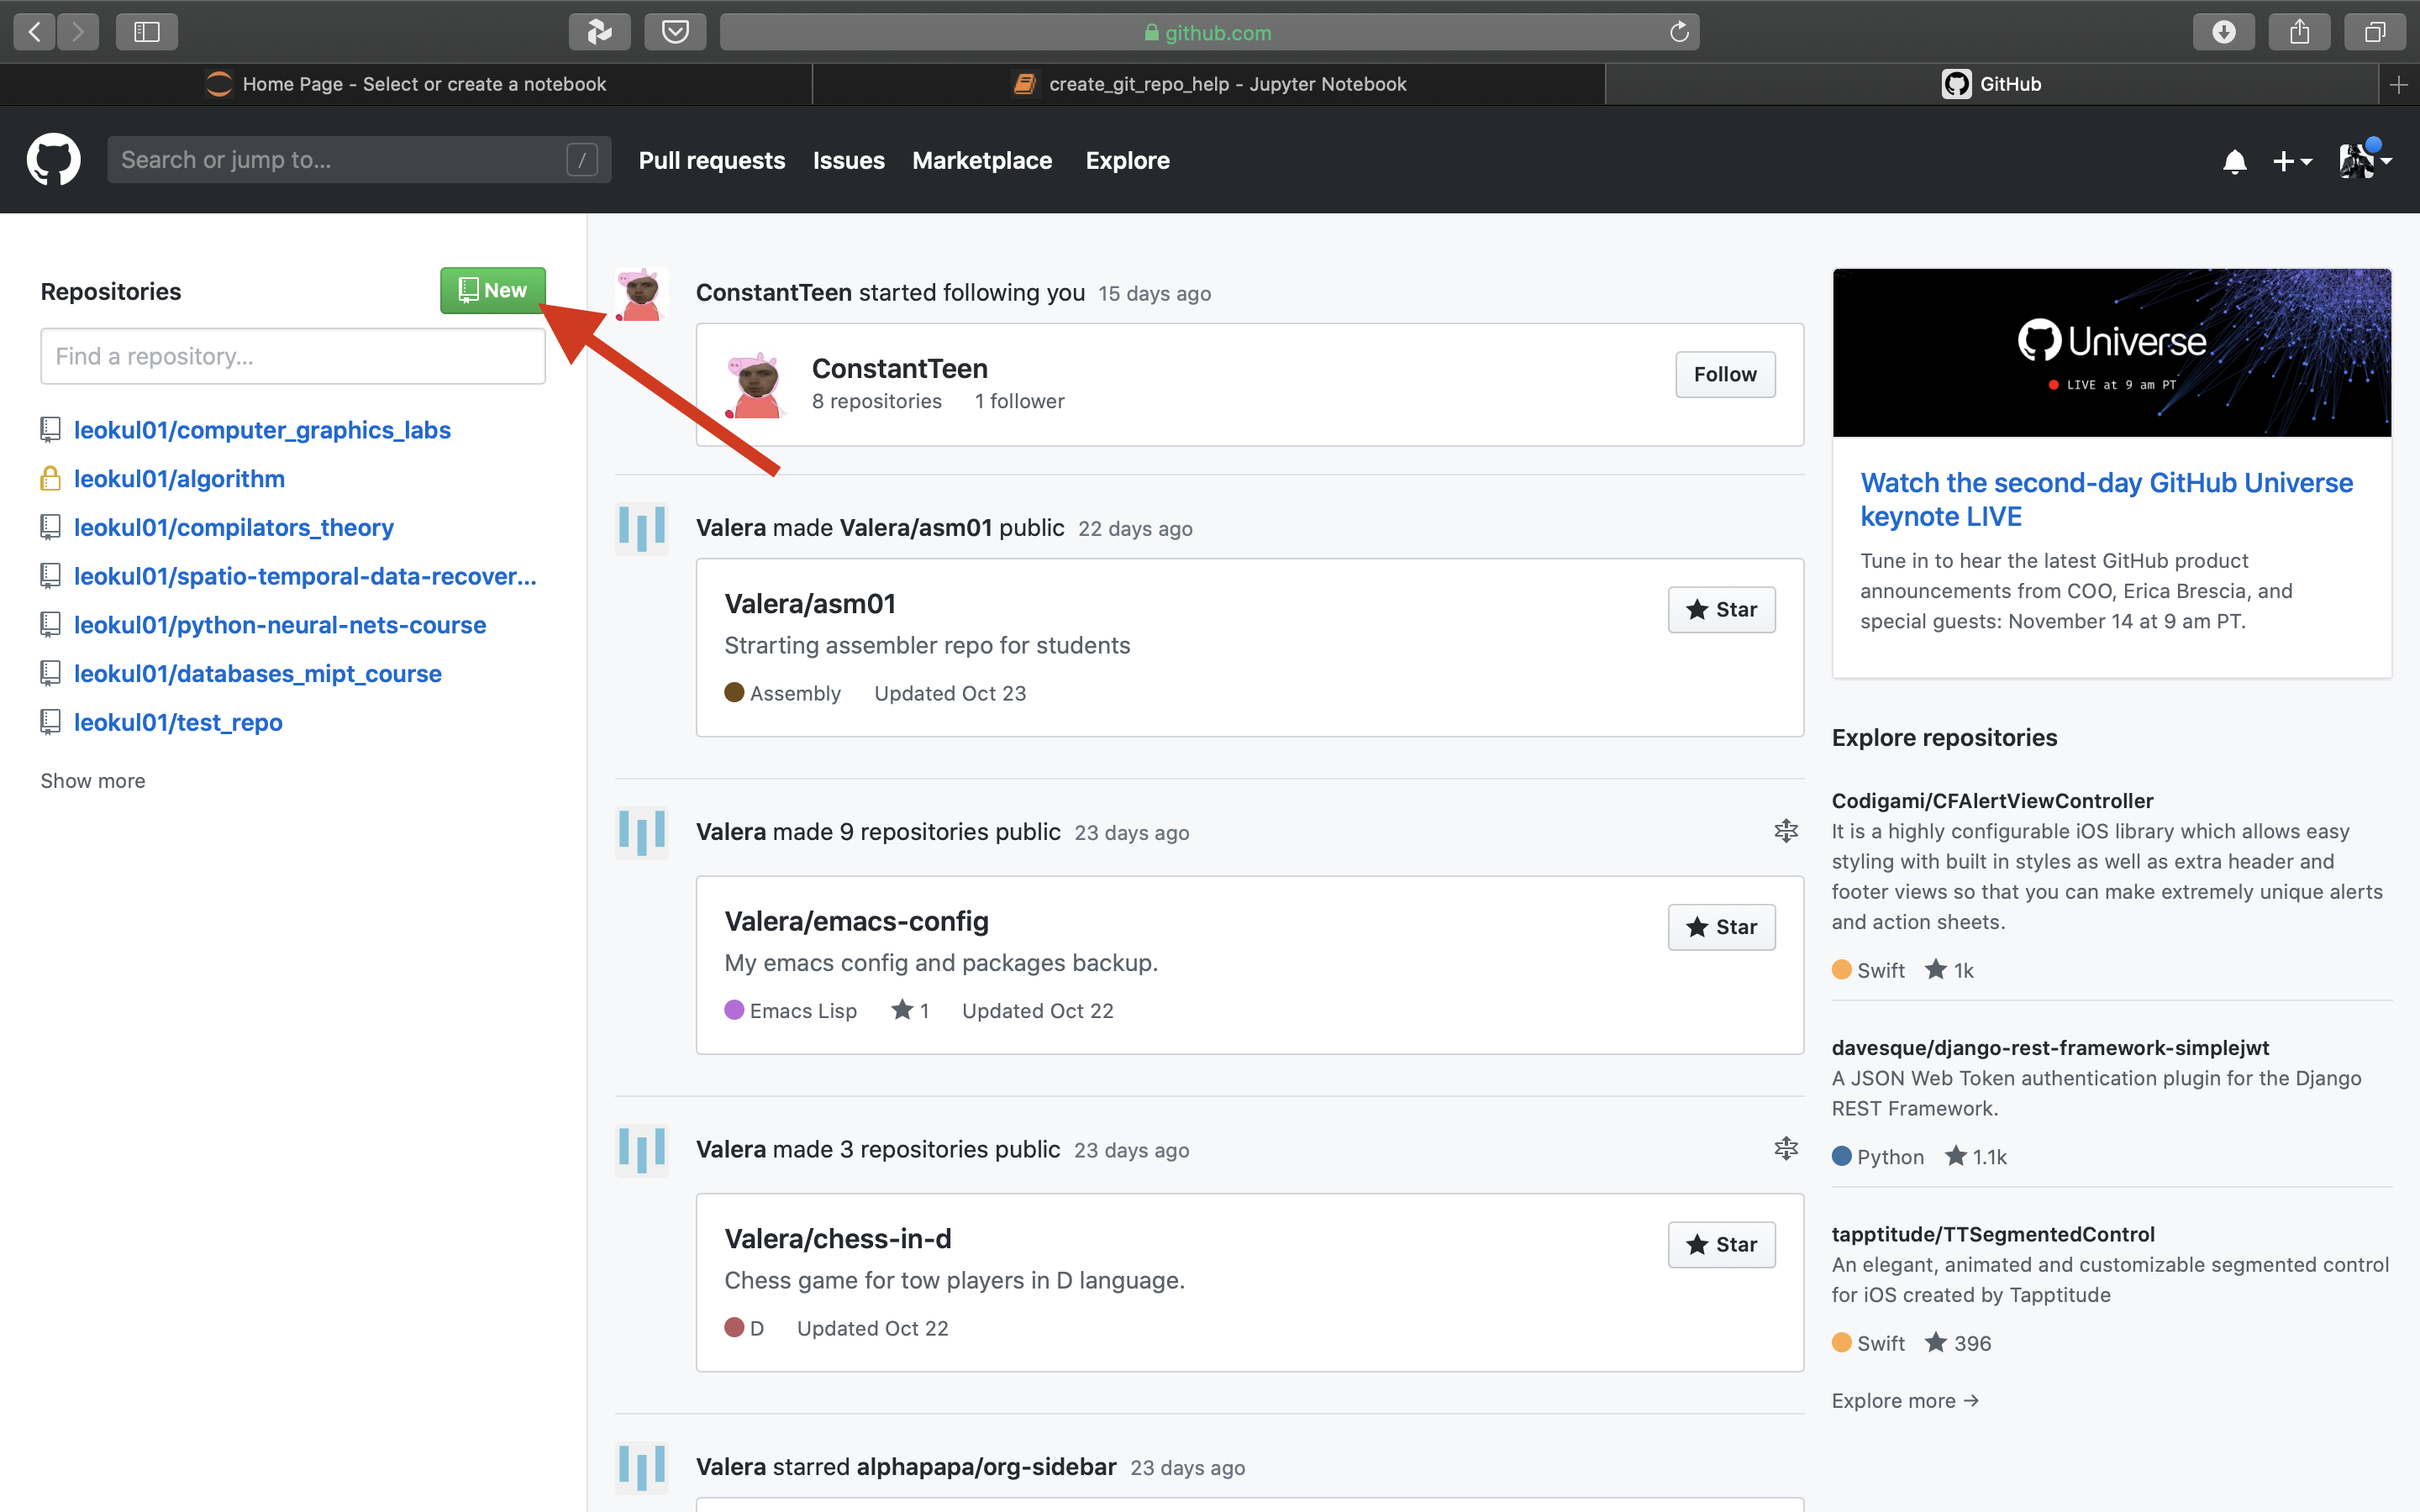 github.com
Home Page - Select or create a notebook
create_git_repo_help - Jupyter Notebook
GitHub
Search or jump to...
/
Pull requests
Issues
Marketplace
Explore
Repositories
New
Find a repository...
leokul01/computer_graphics_labs
leokul01/algorithm
leokul01/compilators_theory
leokul01/spatio-temporal-data-recover...
leokul01/python-neural-nets-course
leokul01/databases_mipt_course
leokul01/test_repo
Show more
ConstantTeen started following you 15 days ago
ConstantTeen
8 repositories 1 follower
Follow
Valera made Valera/asm01 public 22 days ago
Valera/asm01
Star
Strarting assembler repo for students
Assembly Updated Oct 23
Valera made 9 repositories public 23 days ago
Valera/emacs-config
Star
My emacs config and packages backup.
Emacs Lisp 1 Updated Oct 22
Valera made 3 repositories public 23 days ago
Valera/chess-in-d
Star
Chess game for tow players in D language.
D Updated Oct 22
Valera starred alphapapa/org-sidebar 23 days ago
Universe
LIVE at 9 am PT
Watch the second-day GitHub Universe
keynote LIVE
Tune in to hear the latest GitHub product
announcements from COO, Erica Brescia, and
special guests: November 14 at 9 am PT.
Explore repositories
Codigami/CFAlertViewController
It is a highly configurable iOS library which allows easy
styling with built in styles as well as extra header and
footer views so that you can make extremely unique alerts
and action sheets.
Swift 1k
davesque/django-rest-framework-simplejwt
A JSON Web Token authentication plugin for the Django
REST Framework.
Python 1.1k
tapptitude/TTSegmentedControl
An elegant, animated and customizable segmented control
for iOS created by Tapptitude
Swift 396
Explore more →